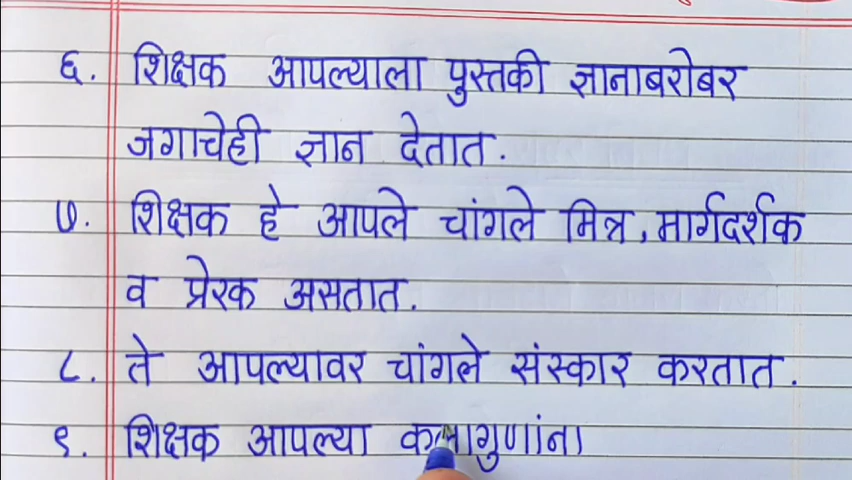 ६. शिक्षक आपल्याला पुस्तकी ज्ञानाबरोबर
जगाचेही ज्ञान देतात.
७. शिक्षक हे आपले चांगले मित्र, मार्गदर्शक
व प्रेरक असतात.
८. ते आपल्यावर चांगले संस्कार करतात.
९. शिक्षक आपल्या कलागुणांना